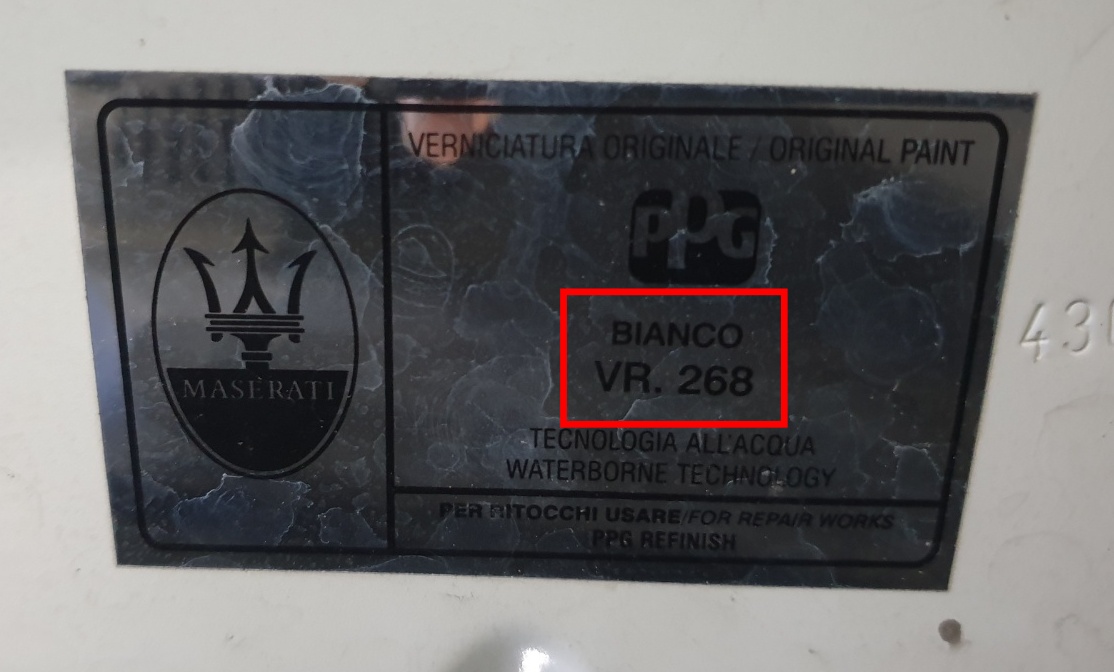 VERNICIATURA ORIGINALE / ORIGINAL PAINT
PPG
BIANCO
VR. 268
MASERATI
TECNOLOGIA ALL'ACQUA
WATERBORNE TECHNOLOGY
PER RITOCCHI USARE/FOR REPAIR WORKS
PPG REFINISH
43